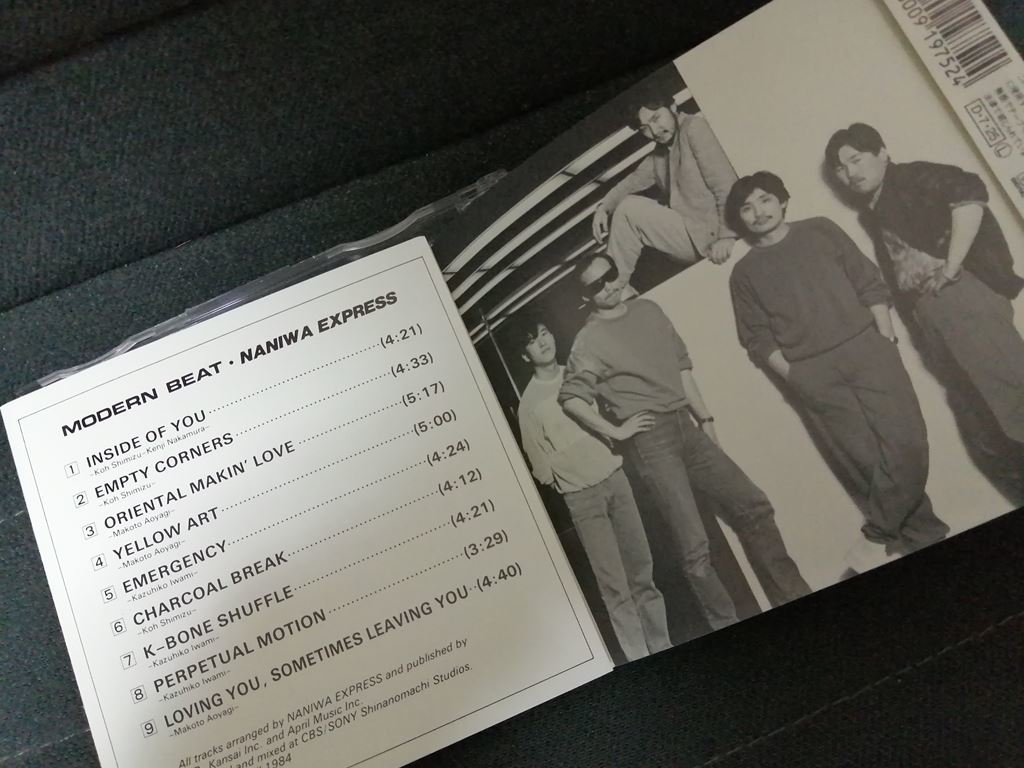 MODERN BEAT · NANIWA EXPRESS
1 INSIDE OF YOU (4:21)
-Koh Shimizu-Kenji Nakamura-
2 EMPTY CORNERS (4:33)
-Koh Shimizu-
3 ORIENTAL MAKIN' LOVE (5:17)
-Makoto Aoyagi-
4 YELLOW ART (5:00)
-Makoto Aoyagi-
5 EMERGENCY (4:24)
-Kazuhiko Iwami-
6 CHARCOAL BREAK (4:12)
-Koh Shimizu-
7 K-BONE SHUFFLE (4:21)
-Kazuhiko Iwami-
8 PERPETUAL MOTION (3:29)
-Kazuhiko Iwami-
9 LOVING YOU, SOMETIMES LEAVING YOU (4:40)
-Makoto Aoyagi-
All tracks arranged by NANIWA EXPRESS and published by
Kansai Inc. and April Music Inc.
and mixed at CBS/SONY Shinanomachi Studios.
1984
009197524
D-7-25 L